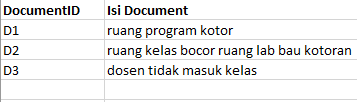 DocumentID Isi Document
D1 ruang program kotor
D2 ruang kelas bocor ruang lab bau kotoran
D3 dosen tidak masuk kelas